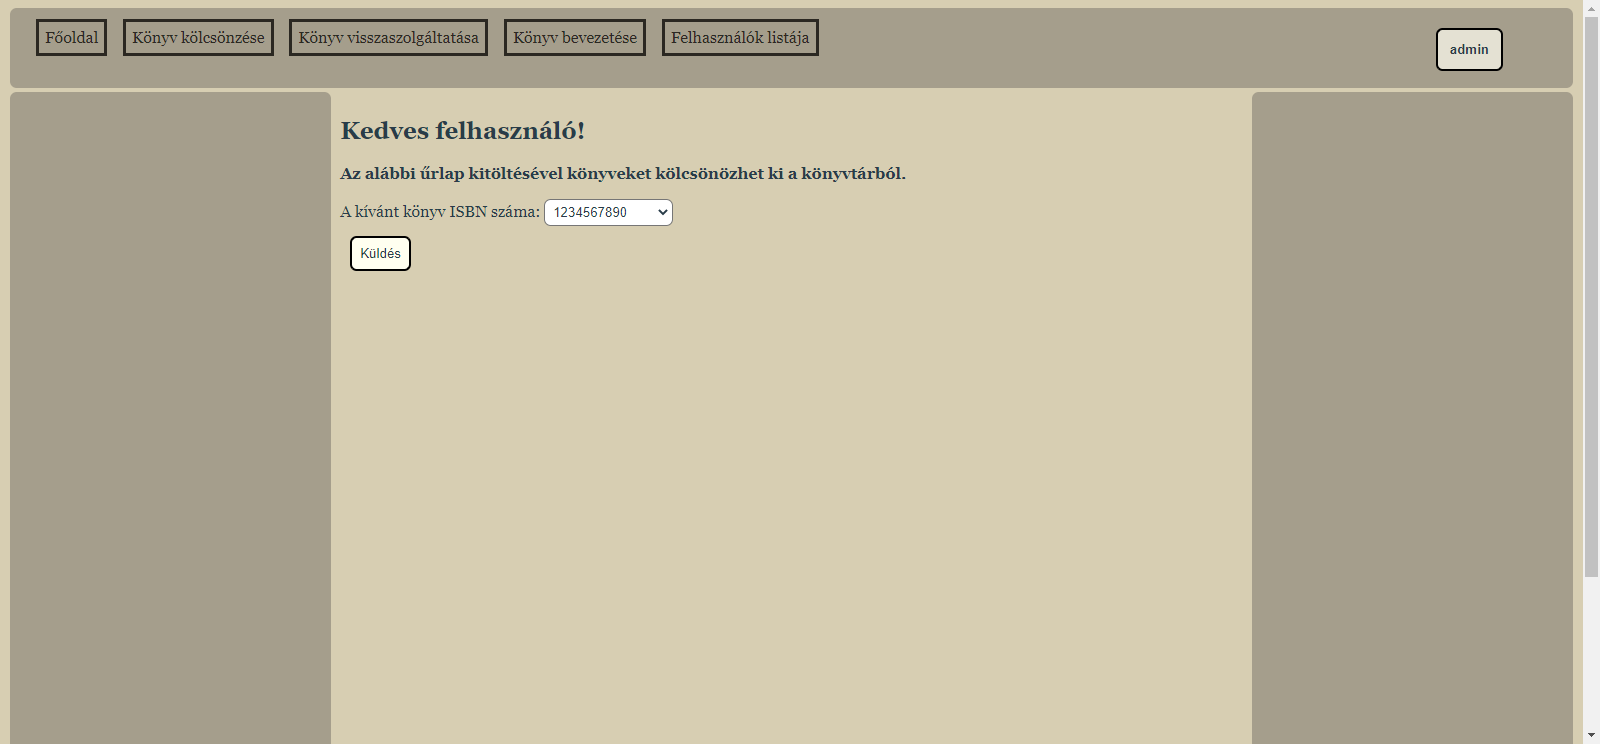 Főoldal Könyv kölcsönzése Könyv visszaszolgáltatása Könyv bevezetése Felhasználók listája admin
Kedves felhasználó!
Az alábbi űrlap kitöltésével könyveket kölcsönözhet ki a könyvtárból.
A kívánt könyv ISBN száma: 1234567890
Küldés